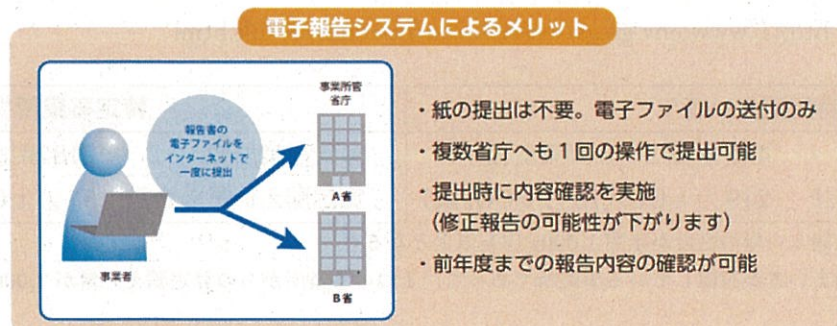 電子報告システムによるメリット
事業所管
省庁
報告書の
電子ファイルを
インターネットで
一度に提出
A省
事業者
B省
・紙の提出は不要。電子ファイルの送付のみ
・複数省庁へも1回の操作で提出可能
・提出時に内容確認を実施
(修正報告の可能性が下がります)
・前年度までの報告内容の確認が可能